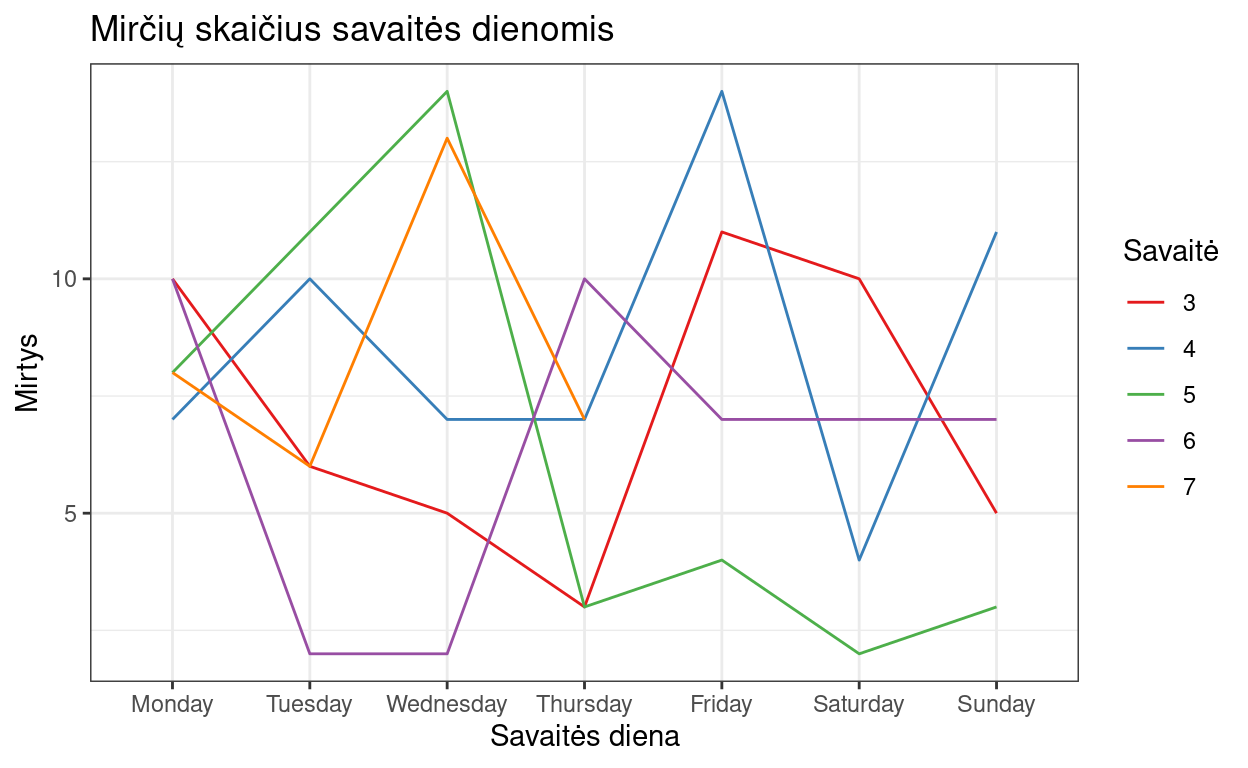 Mirčių skaičius savaitės dienomis
Mirtys
10
5
Monday Tuesday Wednesday Thursday Friday Saturday Sunday
Savaitės diena
Savaitė
3
4
5
6
7